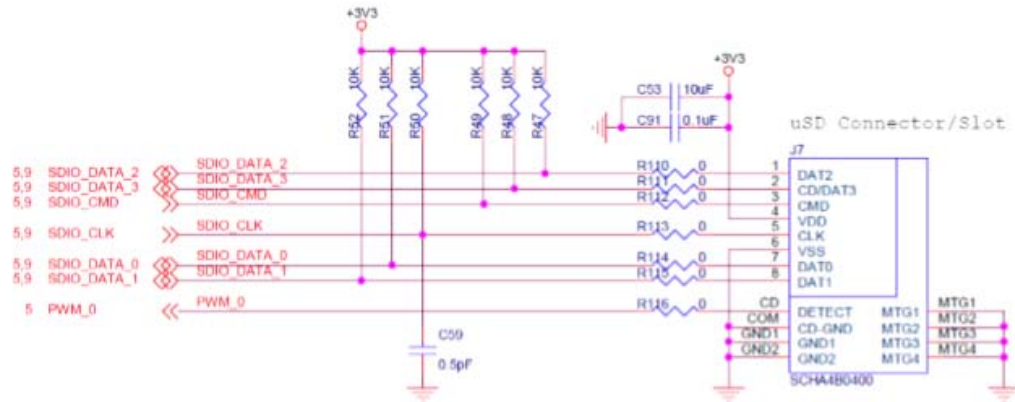 +3V3
R52 10K
R51 10K
R50 10K
R49 10K
R48 10K
R47 10K
+3V3
C53 10uF
C91 0.1uF
uSD Connector/Slot
J7
5,9 SDIO_DATA_2 SDIO_DATA_2 R110 0 1 DAT2
5,9 SDIO_DATA_3 SDIO_DATA_3 R111 0 2 CD/DAT3
5,9 SDIO_CMD SDIO_CMD R112 0 3 CMD
4 VDD
5,9 SDIO_CLK SDIO_CLK R113 0 5 CLK
6 VSS
5,9 SDIO_DATA_0 SDIO_DATA_0 R114 0 7 DAT0
5,9 SDIO_DATA_1 SDIO_DATA_1 R115 0 8 DAT1
5 PWM_0 PWM_0 R116 0 CD DETECT MTG1 MTG1
COM CD-GND MTG2 MTG2
GND1 GND1 MTG3 MTG3
GND2 GND2 MTG4 MTG4
C59
0.5pF
SCHA4B0400